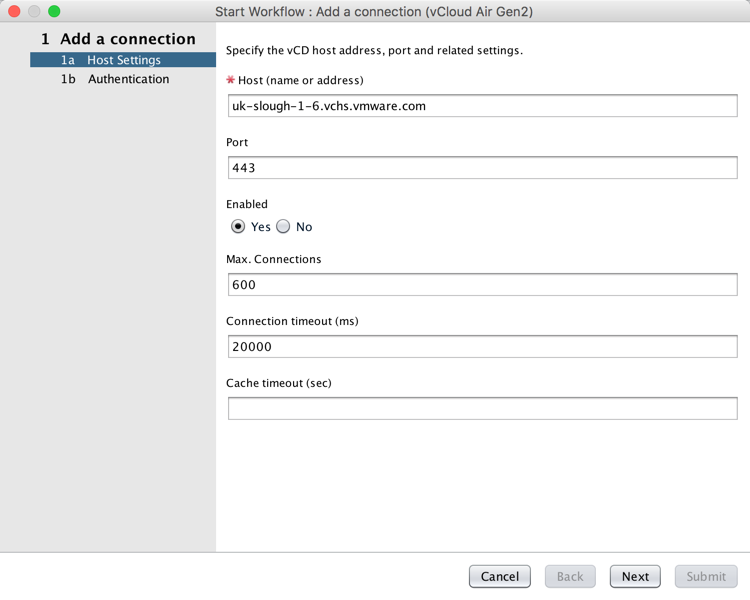 Start Workflow : Add a connection (vCloud Air Gen2)
1 Add a connection
1a Host Settings
1b Authentication
Specify the vCD host address, port and related settings.
* Host (name or address)
uk-slough-1-6.vchs.vmware.com
Port
443
Enabled
Yes No
Max. Connections
600
Connection timeout (ms)
20000
Cache timeout (sec)
Cancel Back Next Submit